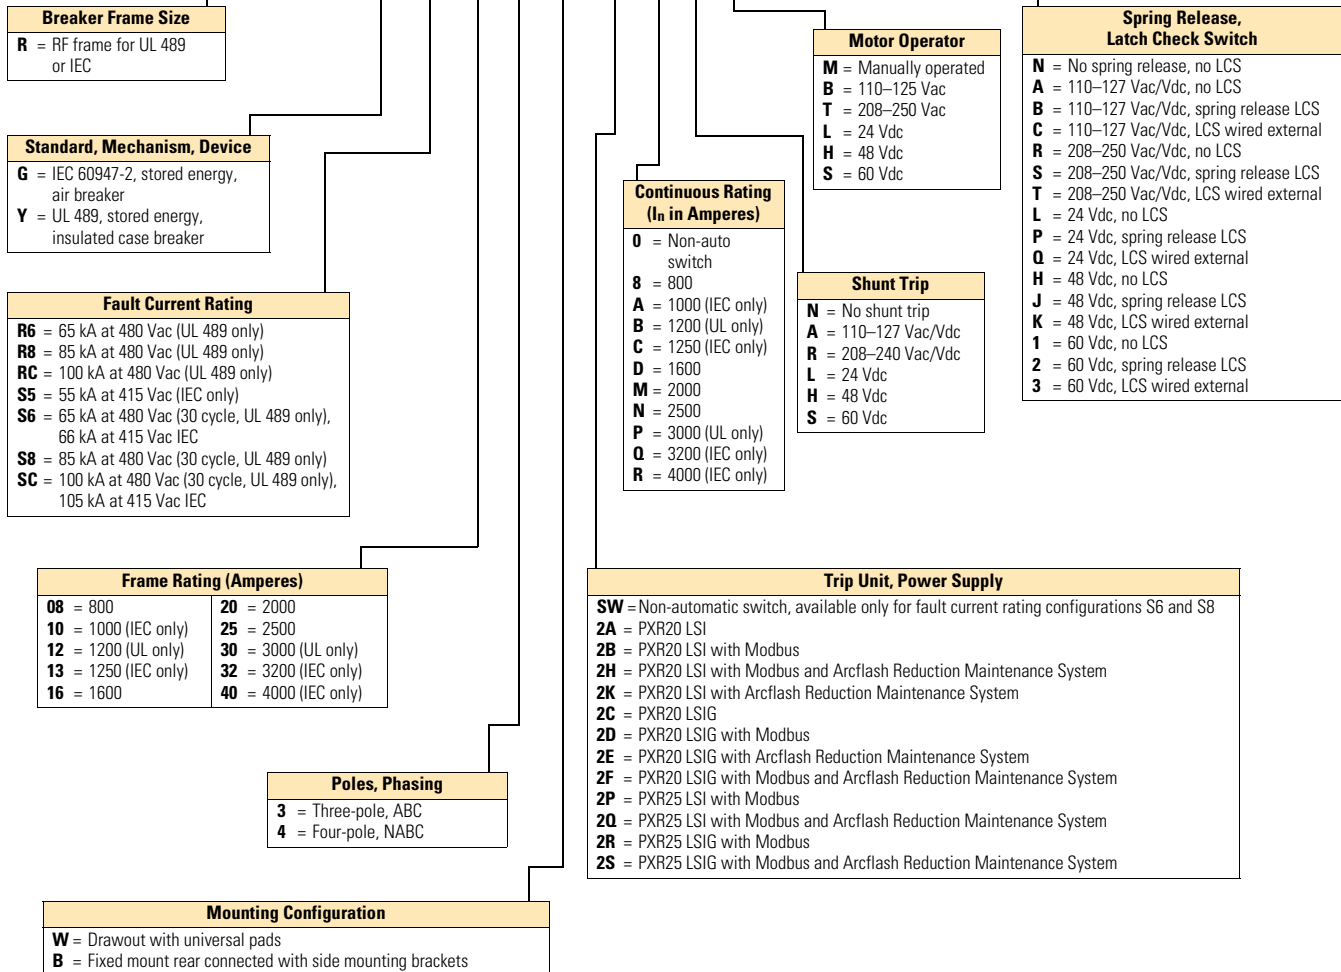 Breaker Frame Size
R = RF frame for UL 489
or IEC
Standard, Mechanism, Device
G = IEC 60947-2, stored energy,
air breaker
Y = UL 489, stored energy,
insulated case breaker
Fault Current Rating
R6 = 65 kA at 480 Vac (UL 489 only)
R8 = 85 kA at 480 Vac (UL 489 only)
RC = 100 kA at 480 Vac (UL 489 only)
S5 = 55 kA at 415 Vac (IEC only)
S6 = 65 kA at 480 Vac (30 cycle, UL 489 only),
66 kA at 415 Vac IEC
S8 = 85 kA at 480 Vac (30 cycle, UL 489 only)
SC = 100 kA at 480 Vac (30 cycle, UL 489 only),
105 kA at 415 Vac IEC
Frame Rating (Amperes)
08 = 800
10 = 1000 (IEC only)
12 = 1200 (UL only)
13 = 1250 (IEC only)
16 = 1600
20 = 2000
25 = 2500
30 = 3000 (UL only)
32 = 3200 (IEC only)
40 = 4000 (IEC only)
Poles, Phasing
3 = Three-pole, ABC
4 = Four-pole, NABC
Mounting Configuration
W = Drawout with universal pads
B = Fixed mount rear connected with side mounting brackets
Trip Unit, Power Supply
SW = Non-automatic switch, available only for fault current rating configurations S6 and S8
2A = PXR20 LSI
2B = PXR20 LSI with Modbus
2H = PXR20 LSI with Modbus and Arcflash Reduction Maintenance System
2K = PXR20 LSI with Arcflash Reduction Maintenance System
2C = PXR20 LSIG
2D = PXR20 LSIG with Modbus
2E = PXR20 LSIG with Arcflash Reduction Maintenance System
2F = PXR20 LSIG with Modbus and Arcflash Reduction Maintenance System
2P = PXR25 LSI with Modbus
2Q = PXR25 LSI with Modbus and Arcflash Reduction Maintenance System
2R = PXR25 LSIG with Modbus
2S = PXR25 LSIG with Modbus and Arcflash Reduction Maintenance System
Continuous Rating
(In in Amperes)
0 = Non-auto
switch
8 = 800
A = 1000 (IEC only)
B = 1200 (UL only)
C = 1250 (IEC only)
D = 1600
M = 2000
N = 2500
P = 3000 (UL only)
Q = 3200 (IEC only)
R = 4000 (IEC only)
Shunt Trip
N = No shunt trip
A = 110–127 Vac/Vdc
R = 208–240 Vac/Vdc
L = 24 Vdc
H = 48 Vdc
S = 60 Vdc
Motor Operator
M = Manually operated
B = 110–125 Vac
T = 208–250 Vac
L = 24 Vdc
H = 48 Vdc
S = 60 Vdc
Spring Release,
Latch Check Switch
N = No spring release, no LCS
A = 110–127 Vac/Vdc, no LCS
B = 110–127 Vac/Vdc, spring release LCS
C = 110–127 Vac/Vdc, LCS wired external
R = 208–250 Vac/Vdc, no LCS
S = 208–250 Vac/Vdc, spring release LCS
T = 208–250 Vac/Vdc, LCS wired external
L = 24 Vdc, no LCS
P = 24 Vdc, spring release LCS
Q = 24 Vdc, LCS wired external
H = 48 Vdc, no LCS
J = 48 Vdc, spring release LCS
K = 48 Vdc, LCS wired external
1 = 60 Vdc, no LCS
2 = 60 Vdc, spring release LCS
3 = 60 Vdc, LCS wired external